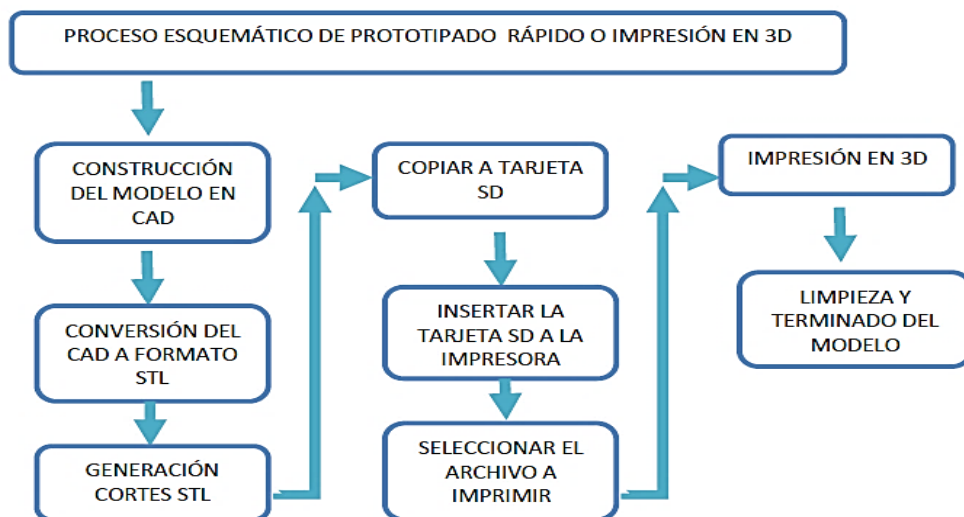 PROCESO ESQUEMÁTICO DE PROTOTIPADO RÁPIDO O IMPRESIÓN EN 3D
CONSTRUCCIÓN
DEL MODELO EN
CAD
CONVERSIÓN DEL
CAD A FORMATO
STL
GENERACIÓN
CORTES STL
COPIAR A TARJETA
SD
INSERTAR LA
TARJETA SD A LA
IMPRESORA
SELECCIONAR EL
ARCHIVO A
IMPRIMIR
IMPRESIÓN EN 3D
LIMPIEZA Y
TERMINADO DEL
MODELO